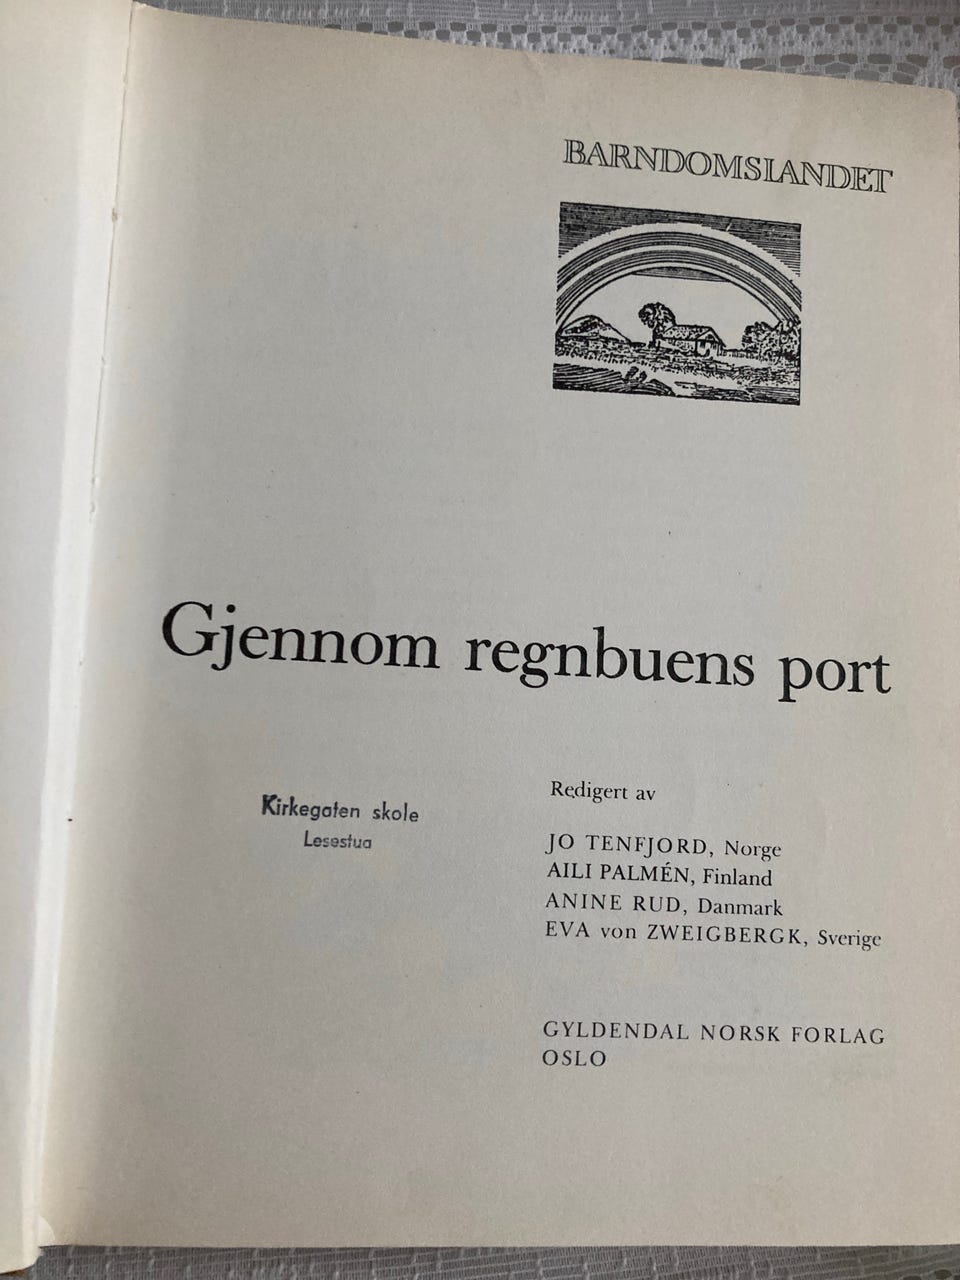 BARNDOMSLANDET
Gjennom regnbuens port
Kirkegaten skole
Lesestua
Redigert av
JO TENFJORD, Norge
AILI PALMÉN, Finland
ANINE RUD, Danmark
EVA von ZWEIGBERGK, Sverige
GYLDENDAL NORSK FORLAG
OSLO